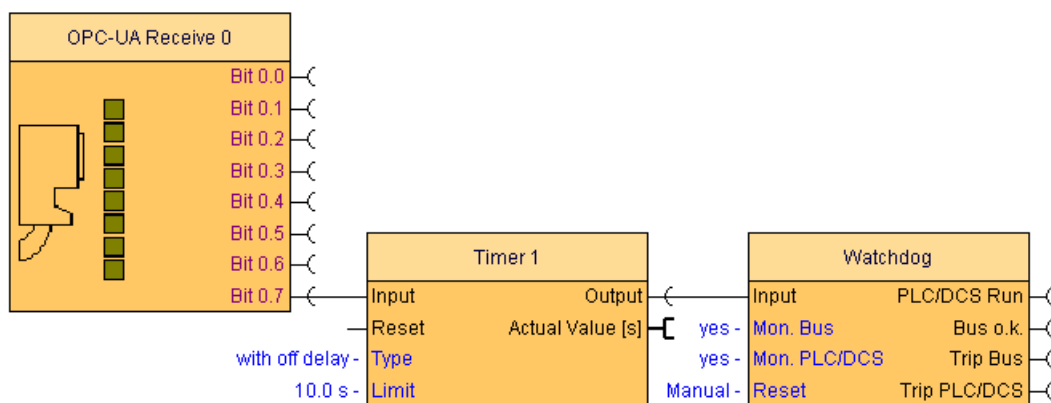 OPC-UA Receive 0
Bit 0.0
Bit 0.1
Bit 0.2
Bit 0.3
Bit 0.4
Bit 0.5
Bit 0.6
Bit 0.7
Timer 1
Input Output
Reset Actual Value [s]
with off delay - Type
10.0 s - Limit
Watchdog
Input PLC/DCS Run
yes - Mon. Bus Bus o.k.
yes - Mon. PLC/DCS Trip Bus
Manual - Reset Trip PLC/DCS